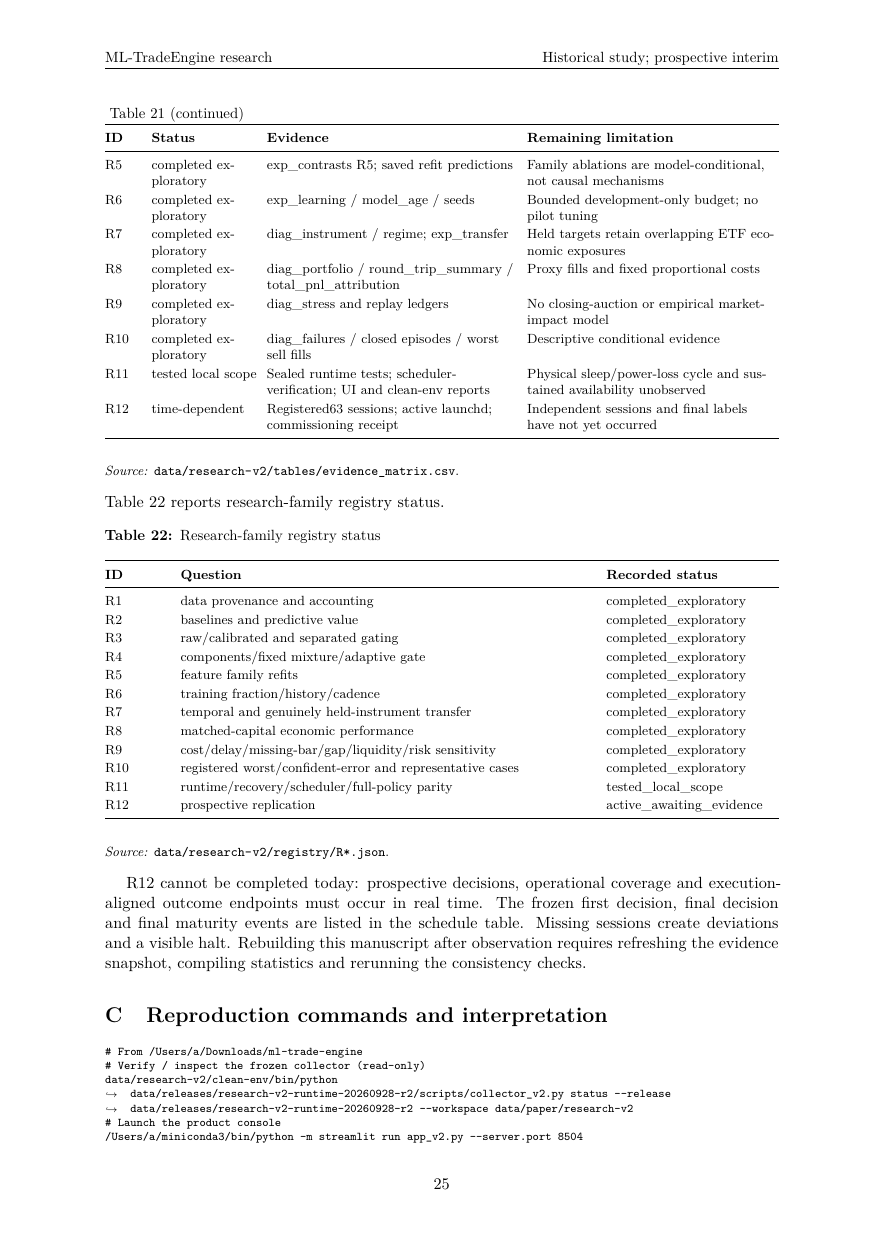 ML-TradeEngine research
Historical study; prospective interim
Table 21 (continued)
ID Status Evidence Remaining limitation
R5 completed ex- exp_contrasts R5; saved refit predictions Family ablations are model-conditional,
ploratory not causal mechanisms
R6 completed ex- exp_learning / model_age / seeds Bounded development-only budget; no
ploratory pilot tuning
R7 completed ex- diag_instrument / regime; exp_transfer Held targets retain overlapping ETF eco-
ploratory nomic exposures
R8 completed ex- diag_portfolio / round_trip_summary / Proxy fills and fixed proportional costs
ploratory total_pnl_attribution
R9 completed ex- diag_stress and replay ledgers No closing-auction or empirical market-
ploratory impact model
R10 completed ex- diag_failures / closed episodes / worst Descriptive conditional evidence
ploratory sell fills
R11 tested local scope Sealed runtime tests; scheduler- Physical sleep/power-loss cycle and sus-
verification; UI and clean-env reports tained availability unobserved
R12 time-dependent Registered63 sessions; active launchd; Independent sessions and final labels
commissioning receipt have not yet occurred
Source: data/research-v2/tables/evidence_matrix.csv.
Table 22 reports research-family registry status.
Table 22: Research-family registry status
ID Question Recorded status
R1 data provenance and accounting completed_exploratory
R2 baselines and predictive value completed_exploratory
R3 raw/calibrated and separated gating completed_exploratory
R4 components/fixed mixture/adaptive gate completed_exploratory
R5 feature family refits completed_exploratory
R6 training fraction/history/cadence completed_exploratory
R7 temporal and genuinely held-instrument transfer completed_exploratory
R8 matched-capital economic performance completed_exploratory
R9 cost/delay/missing-bar/gap/liquidity/risk sensitivity completed_exploratory
R10 registered worst/confident-error and representative cases completed_exploratory
R11 runtime/recovery/scheduler/full-policy parity tested_local_scope
R12 prospective replication active_awaiting_evidence
Source: data/research-v2/registry/R*.json.
R12 cannot be completed today: prospective decisions, operational coverage and execution-
aligned outcome endpoints must occur in real time. The frozen first decision, final decision
and final maturity events are listed in the schedule table. Missing sessions create deviations
and a visible halt. Rebuilding this manuscript after observation requires refreshing the evidence
snapshot, compiling statistics and rerunning the consistency checks.
C Reproduction commands and interpretation
# From /Users/a/Downloads/ml-trade-engine
# Verify / inspect the frozen collector (read-only)
data/research-v2/clean-env/bin/python
↪ data/releases/research-v2-runtime-20260928-r2/scripts/collector_v2.py status --release
↪ data/releases/research-v2-runtime-20260928-r2 --workspace data/paper/research-v2
# Launch the product console
/Users/a/miniconda3/bin/python -m streamlit run app_v2.py --server.port 8504
25